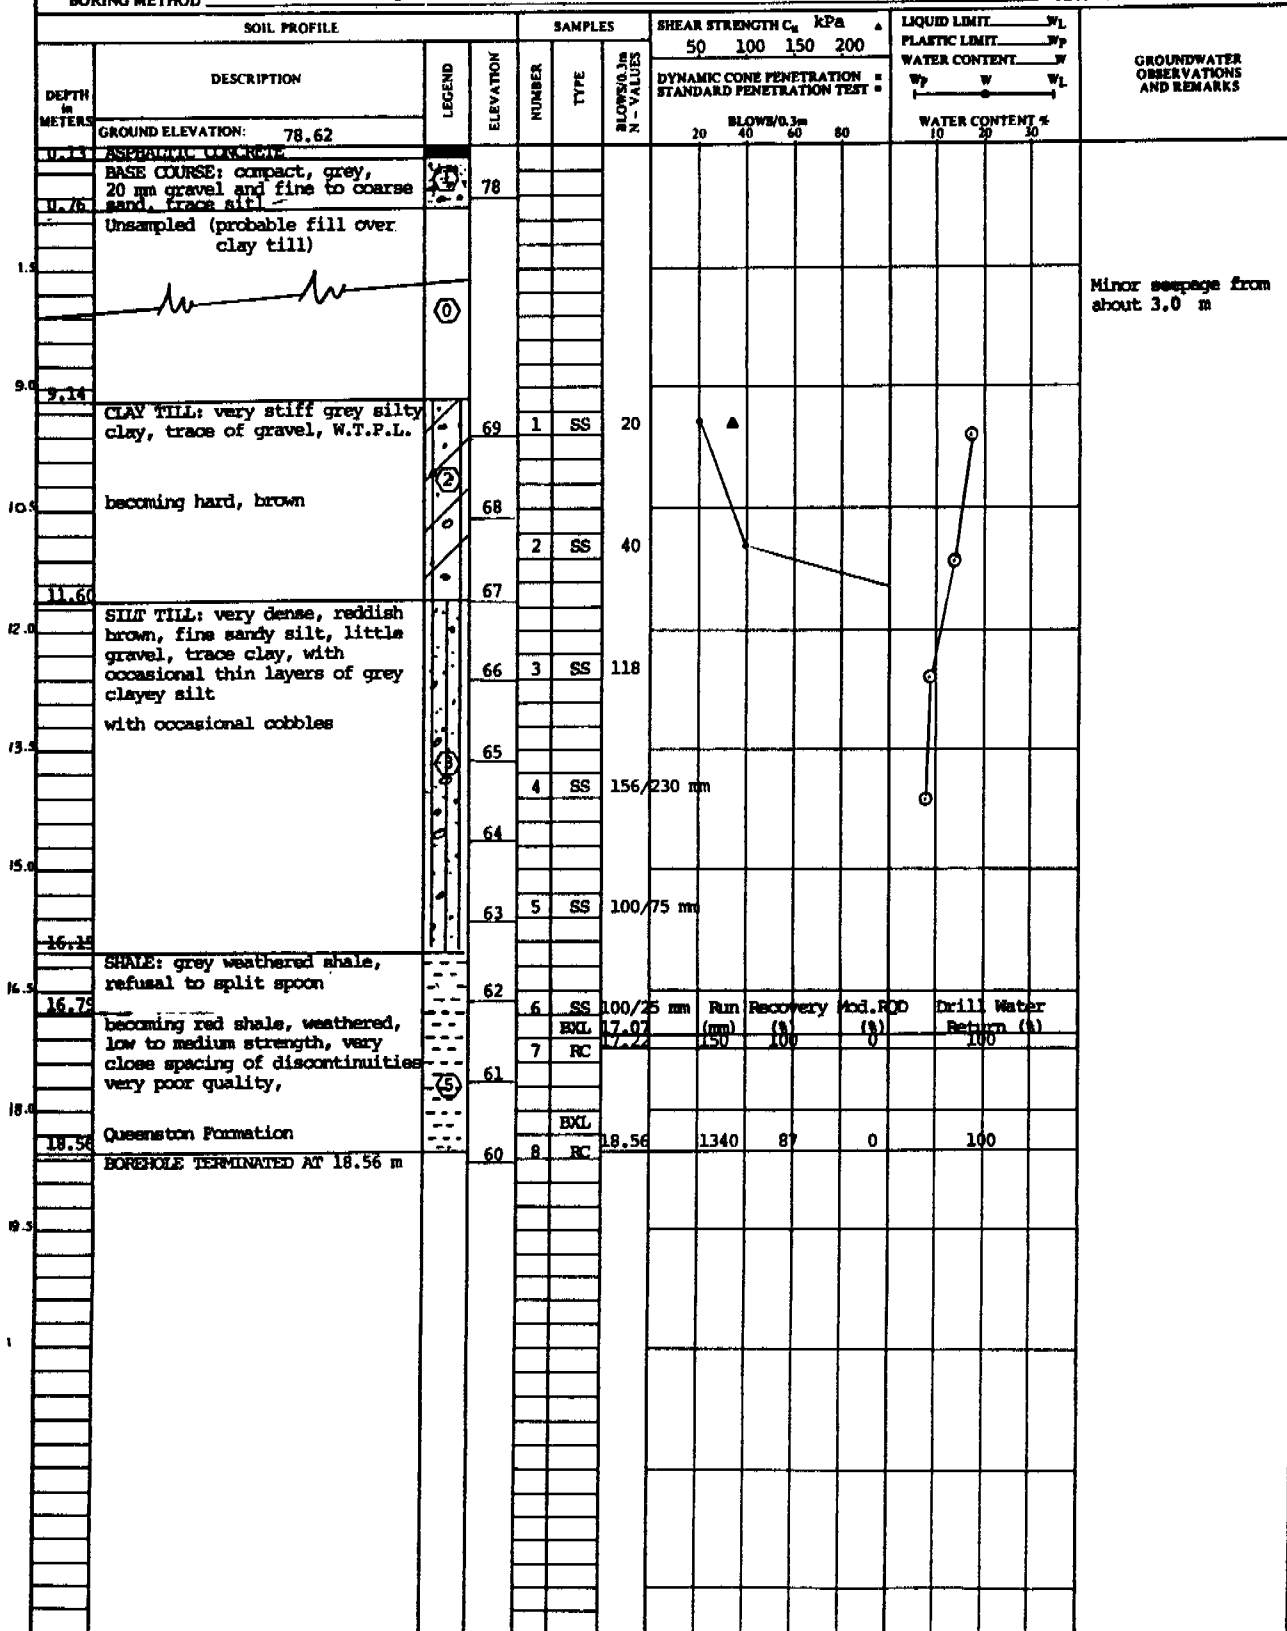 BORING METHOD
SOIL PROFILE
SAMPLES
SHEAR STRENGTH Cu kPa ▲
50 100 150 200
DYNAMIC CONE PENETRATION
STANDARD PENETRATION TEST
BLOWS/0.3m
20 40 60 80
LIQUID LIMIT WL
PLASTIC LIMIT WP
WATER CONTENT W
WP W WL
WATER CONTENT %
10 20 30
GROUNDWATER
OBSERVATIONS
AND REMARKS
DEPTH
in
METERS
DESCRIPTION
LEGEND
ELEVATION
NUMBER
TYPE
BLOWS/0.3m
N - VALUES
GROUND ELEVATION: 78.62
0.13 ASPHALTIC CONCRETE
BASE COURSE: compact, grey,
20 mm gravel and fine to coarse
0.76 sand, trace silt
1
78
Unsampled (probable fill over
clay till)
1.5
0
Minor seepage from
about 3.0 m
9.0
9.14
CLAY TILL: very stiff grey silty
clay, trace of gravel, W.T.P.L.
69 1 SS 20
2
becoming hard, brown
10.5
68
2 SS 40
11.60
67
SILT TILL: very dense, reddish
12.0
brown, fine sandy silt, little
gravel, trace clay, with
occasional thin layers of grey
clayey silt
66 3 SS 118
with occasional cobbles
13.5
65
3
4 SS 156/230 mm
64
15.0
63 5 SS 100/75 mm
16.15
SHALE: grey weathered shale,
refusal to split spoon
16.5
62
16.79
6 SS 100/25 mm Run Recovery Mod.RQD Drill Water
BXL 17.07 (mm) (%) (%) Return (%)
17.22 150 100 0 100
7 RC
becoming red shale, weathered,
low to medium strength, very
close spacing of discontinuities
very poor quality,
5
61
18.0
BXL
Queenston Formation
18.56
18.56 1340 87 0 100
60 8 RC
BOREHOLE TERMINATED AT 18.56 m
19.5